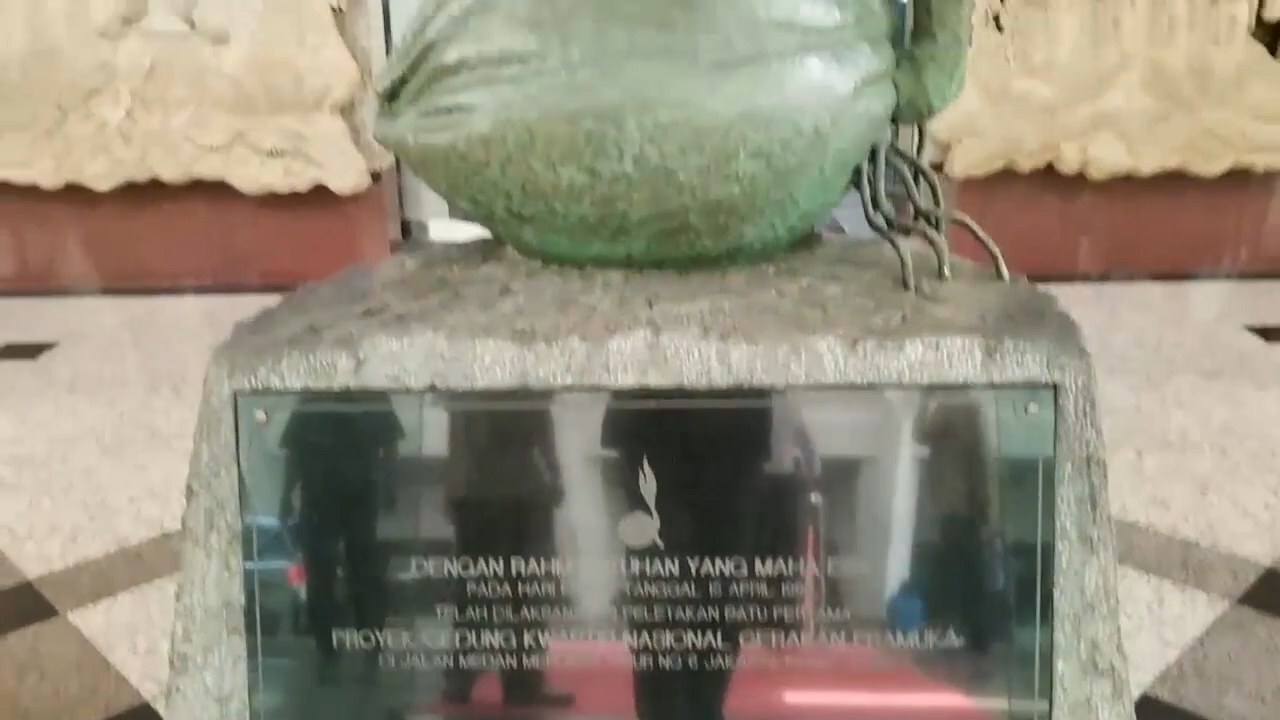 DENGAN RAHMAT TUHAN YANG MAHA
PADA HARI TANGGAL 15 APRIL
TELAH DILAKSANAKAN PELETAKAN BATU PERTAMA
PROYEK GEDUNG KWARTIR NASIONAL GERAKAN PRAMUKA
DI JALAN MEDAN MERDEKA TIMUR NO 6 JAKARTA